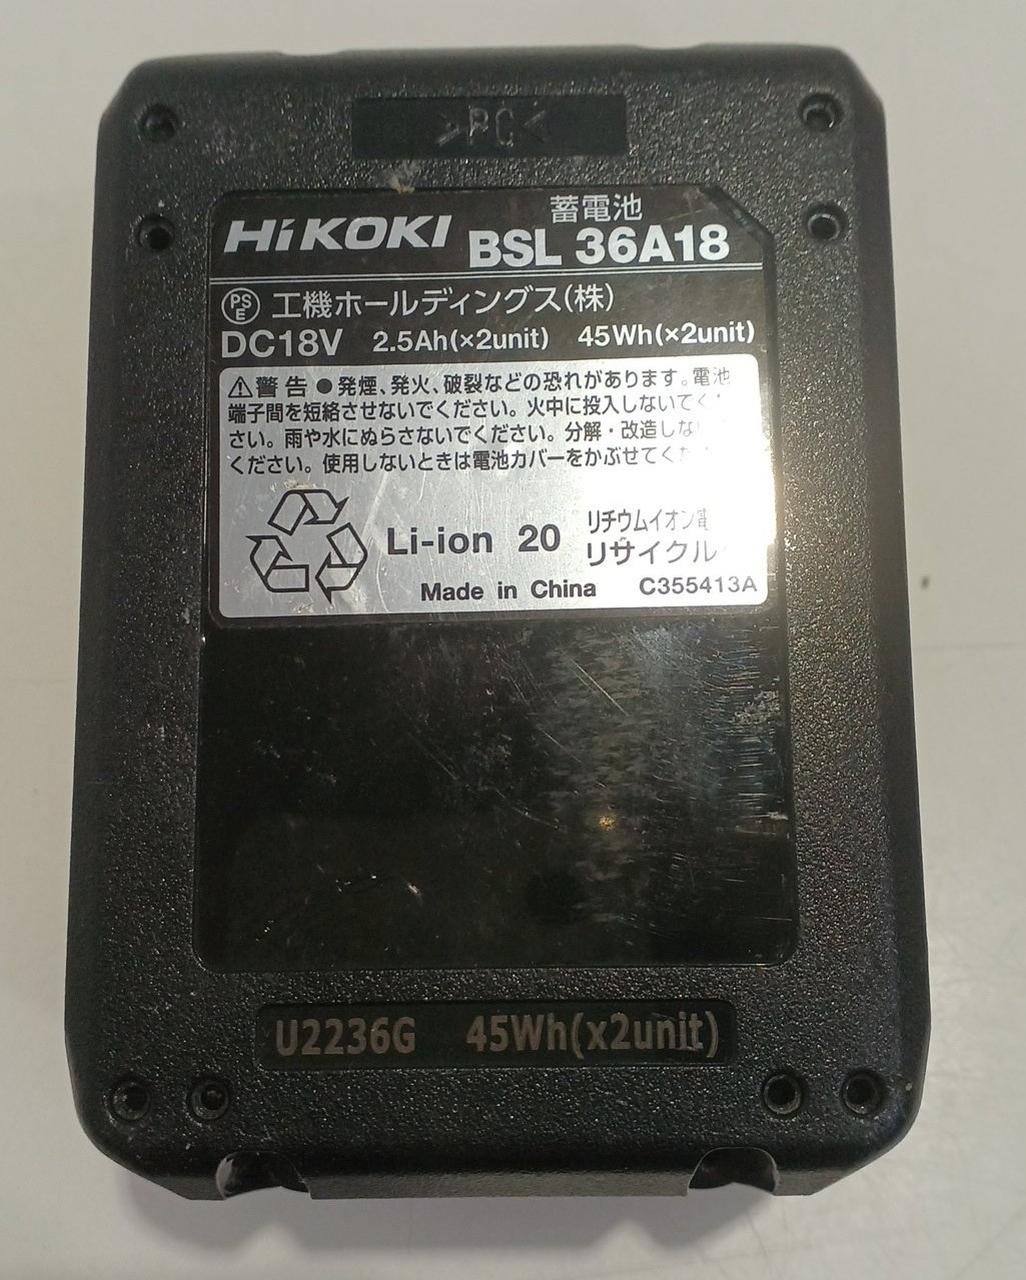 >PC<
HiKOKI
蓄電池
BSL 36A18
PS
E
工機ホールディングス(株)
DC18V 2.5Ah(×2unit) 45Wh(×2unit)
⚠警告 ●発煙、発火、破裂などの恐れがあります。電池
端子間を短絡させないでください。火中に投入しないでく
さい。雨や水にぬらさないでください。分解・改造しな
ください。使用しないときは電池カバーをかぶせてく
Li-ion 20
リチウムイオン電
リサイクル
Made in China C355413A
U2236G 45Wh(x2unit)